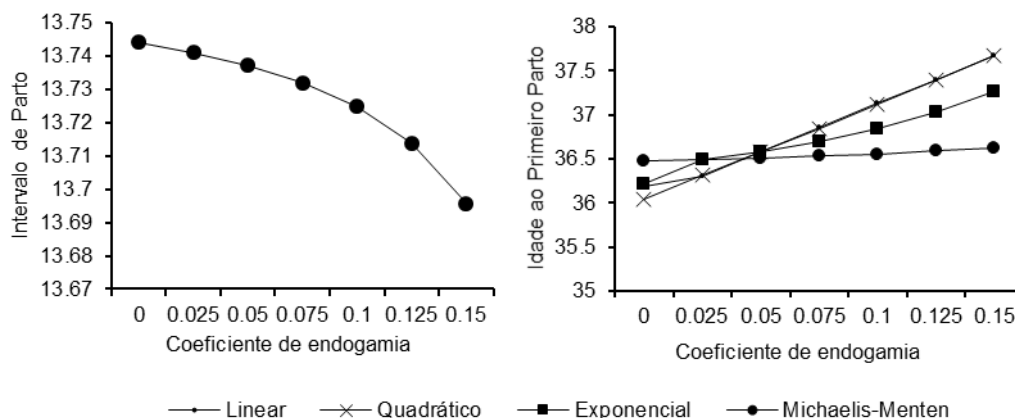 Intervalo de Parto
13.75
13.74
13.73
13.72
13.71
13.7
13.69
13.68
13.67
0 0.025 0.05 0.075 0.1 0.125 0.15
Coeficiente de endogamia
Idade ao Primeiro Parto
38
37.5
37
36.5
36
35.5
35
0 0.025 0.05 0.075 0.1 0.125 0.15
Coeficiente de endogamia
Linear Quadrático Exponencial Michaelis-Menten